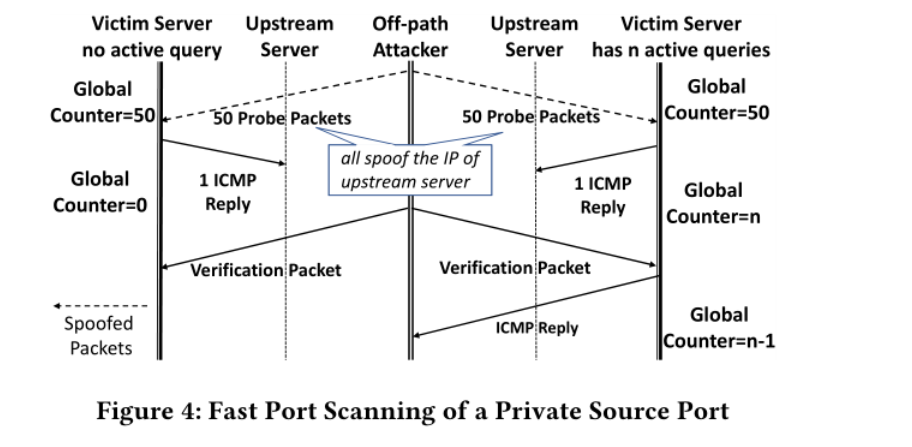 Victim Server
no active query
Upstream
Server
Off-path
Attacker
Upstream
Server
Victim Server
has n active queries
Global
Counter=50
50 Probe Packets
50 Probe Packets
Global
Counter=50
all spoof the IP of
upstream server
Global
Counter=0
1 ICMP
Reply
1 ICMP
Reply
Global
Counter=n
Verification Packet
Verification Packet
Spoofed
Packets
ICMP Reply
Global
Counter=n-1
Figure 4: Fast Port Scanning of a Private Source Port